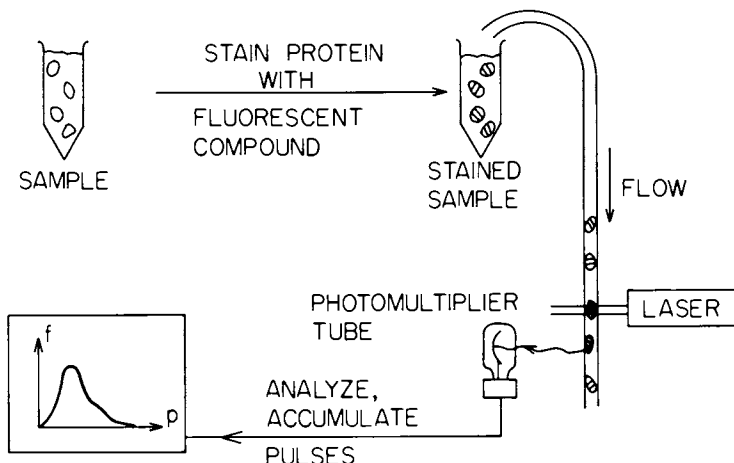 STAIN PROTEIN
WITH
FLUORESCENT
COMPOUND
SAMPLE
STAINED
SAMPLE
FLOW
PHOTOMULTIPLIER
TUBE
LASER
f
p
ANALYZE,
ACCUMULATE
PULSES